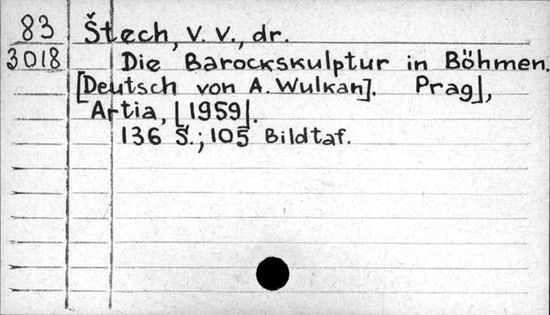 83 Štech, V. V., dr.
3018 Die Barockskulptur in Böhmen.
[Deutsch von A. Wulkan]. Prag⌋,
Artia, ⌊1959⌋.
136 S.; 105 Bildtaf.